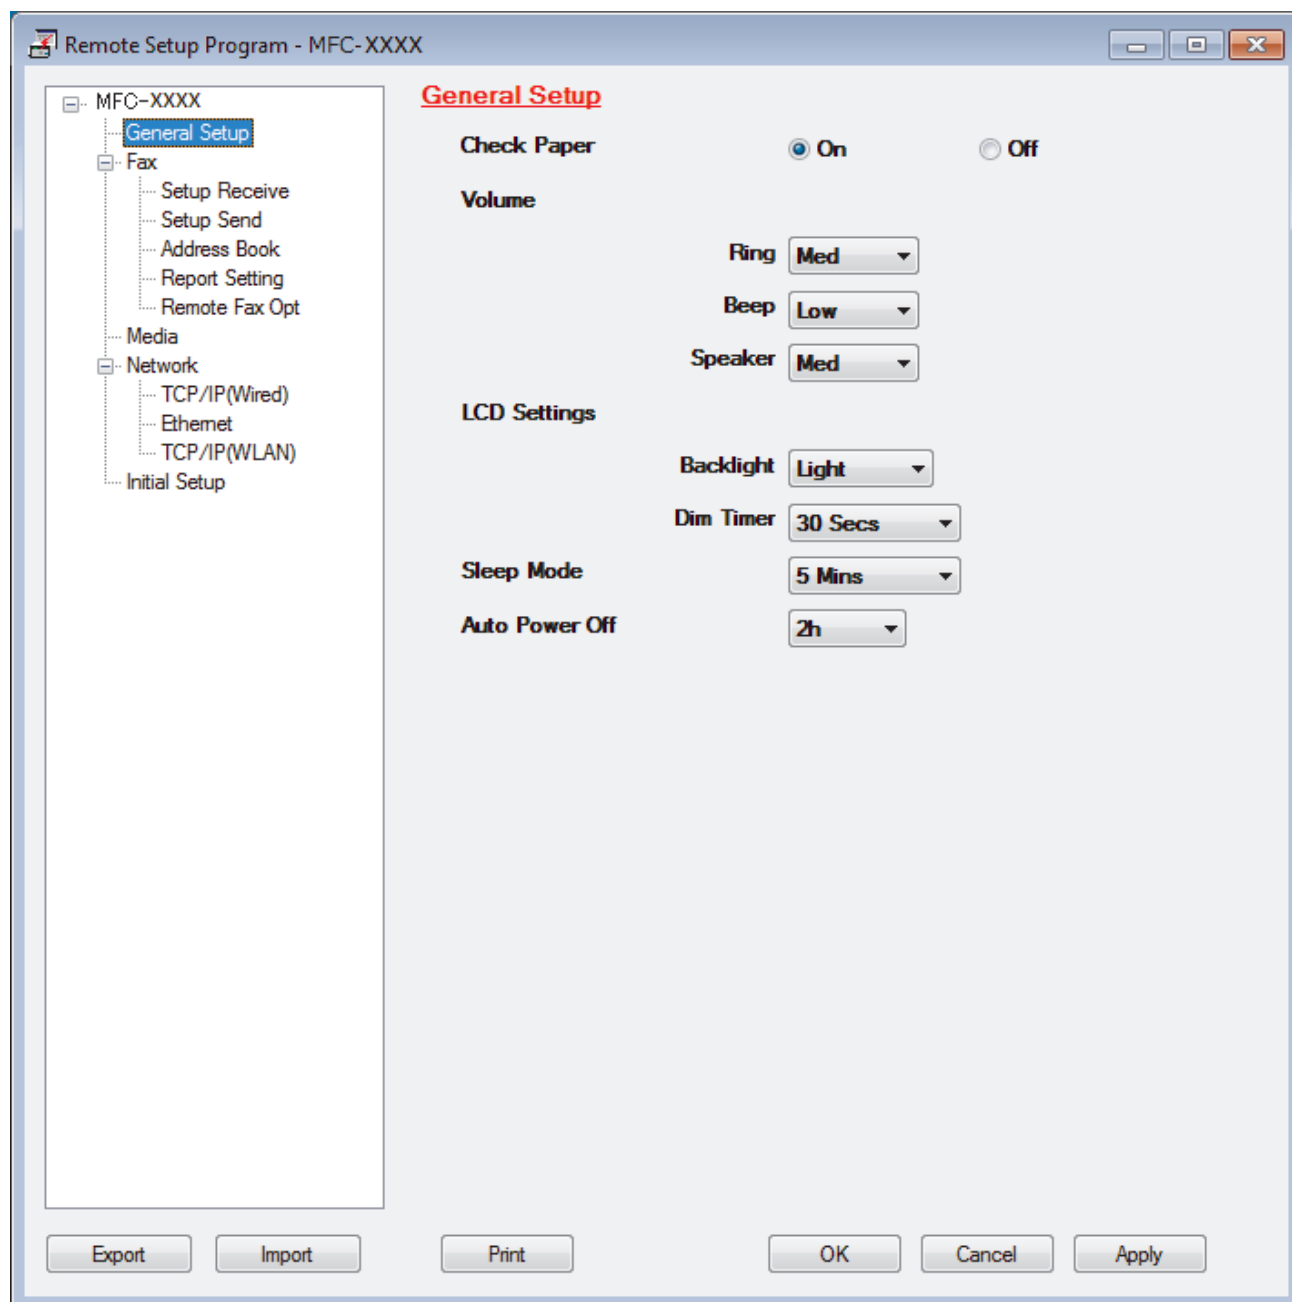 Remote Setup Program - MFC-XXXX
MFC-XXXX
General Setup
Fax
Setup Receive
Setup Send
Address Book
Report Setting
Remote Fax Opt
Media
Network
TCP/IP(Wired)
Ethernet
TCP/IP(WLAN)
Initial Setup
General Setup
Check Paper On Off
Volume
Ring Med
Beep Low
Speaker Med
LCD Settings
Backlight Light
Dim Timer 30 Secs
Sleep Mode 5 Mins
Auto Power Off 2h
Export Import Print OK Cancel Apply